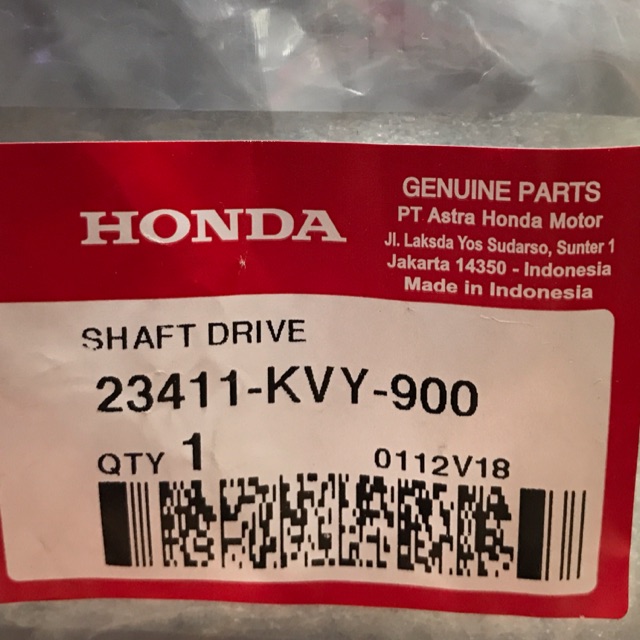 HONDA
GENUINE PARTS
PT Astra Honda Motor
Jl. Laksda Yos Sudarso, Sunter 1
Jakarta 14350 - Indonesia
Made in Indonesia
SHAFT DRIVE
23411-KVY-900
QTY 1
0112V18